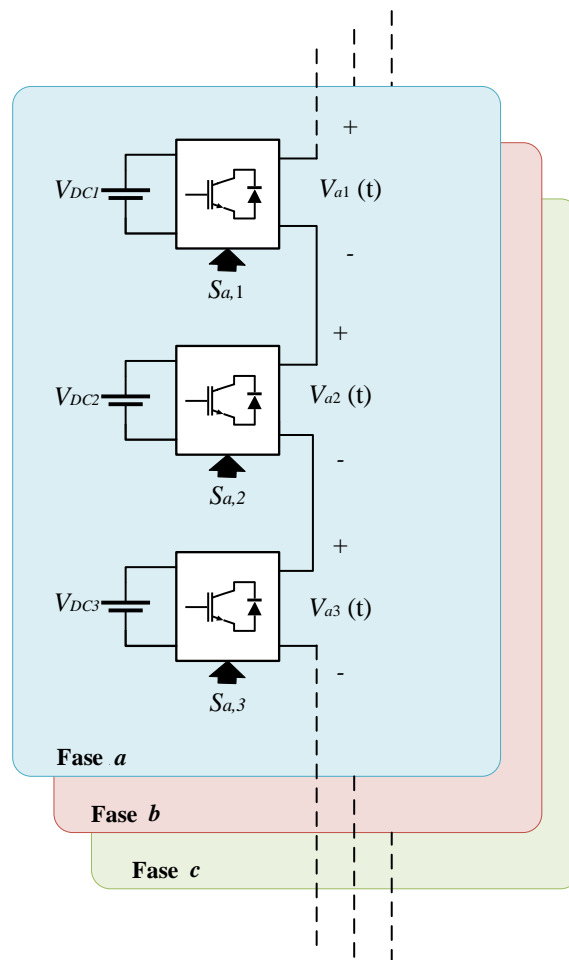 +
V_DC1
V_a1 (t)
-
S_a,1
+
V_DC2
V_a2 (t)
-
S_a,2
+
V_DC3
V_a3 (t)
-
S_a,3
Fase a
Fase b
Fase c